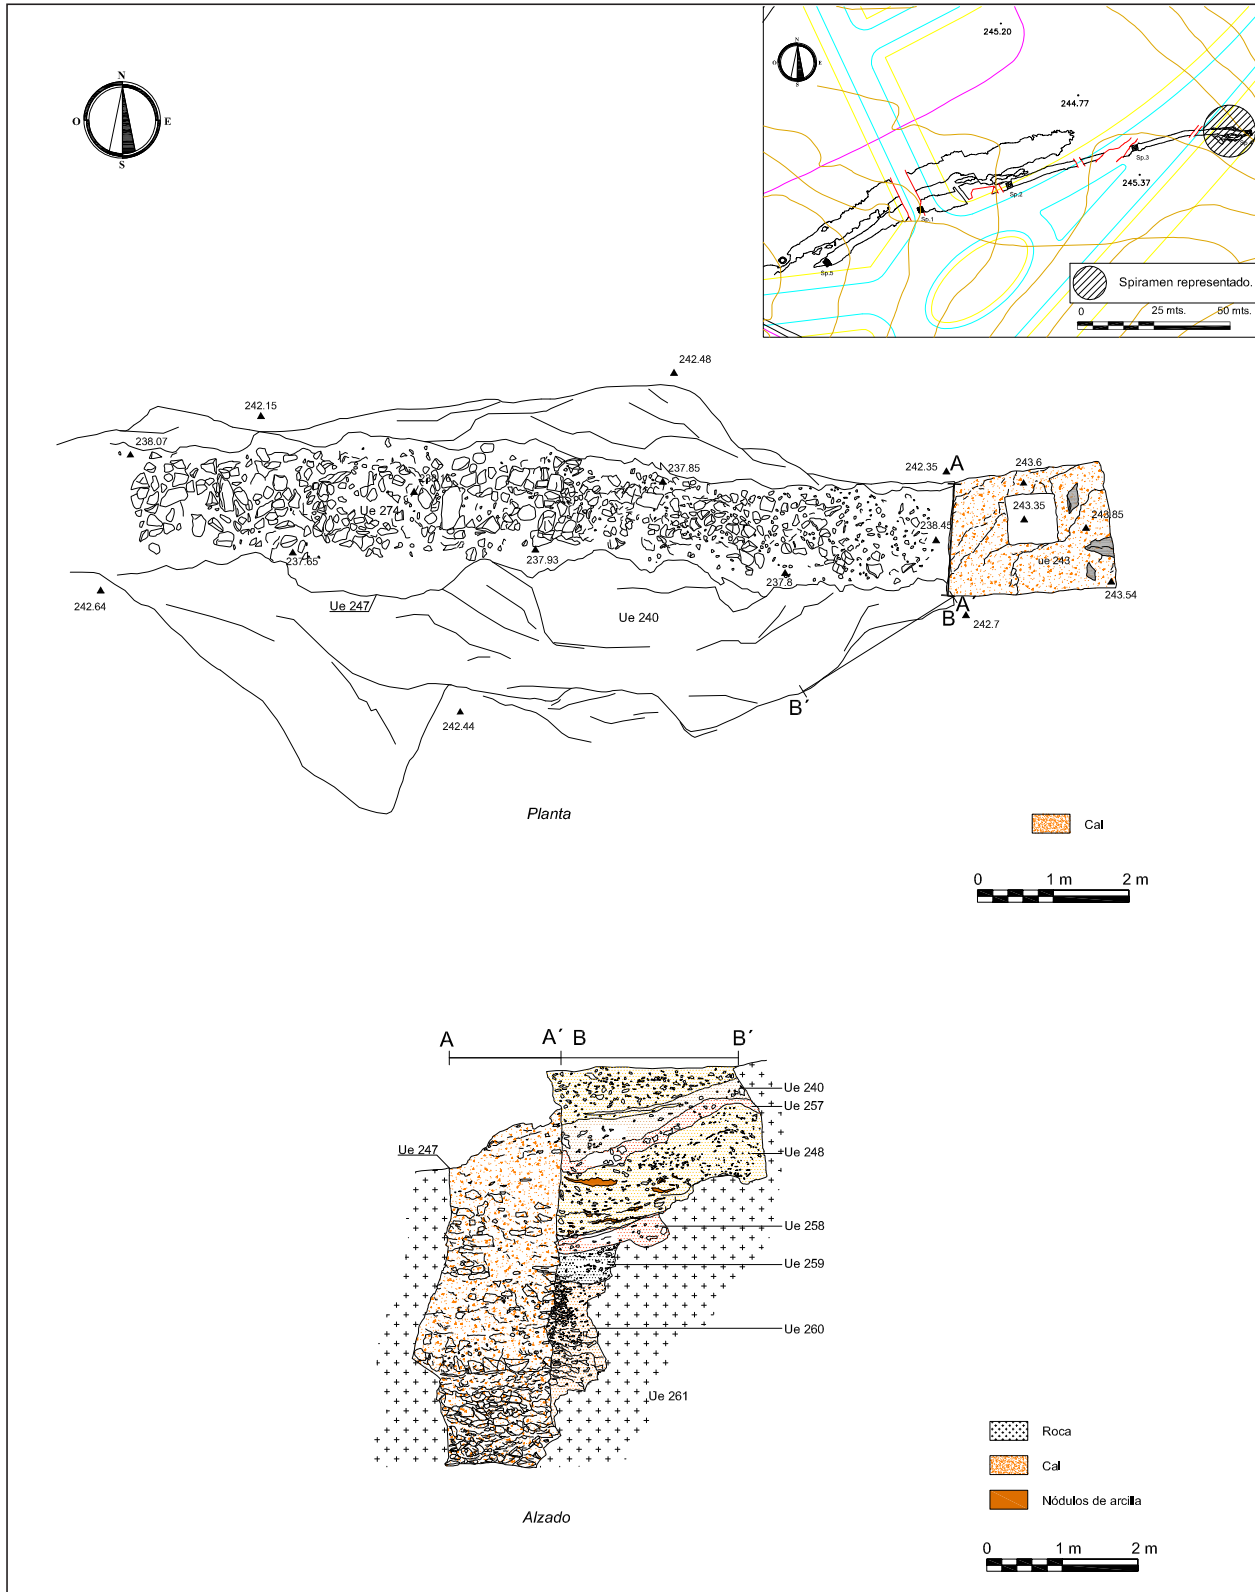 N
O E
S
N
O E
S
245.20
244.77
245.37
Sp.3
Sp.2
Sp.1
Sp.5
Spiramen representado.
0 25 mts. 50 mts.
242.48
242.15
238.07
237.85
242.35
A
243.6
243.35
238.45
ue 243
Ue 274
237.65
237.93
237.8
242.64
Ue 247
Ue 240
A´
B
242.7
243.54
B´
242.44
Planta
Cal
0 1 m 2 m
A A´ B B´
Ue 240
Ue 257
Ue 247
Ue 248
Ue 258
Ue 259
Ue 260
Ue 261
Roca
Cal
Nódulos de arcilla
Alzado
0 1 m 2 m